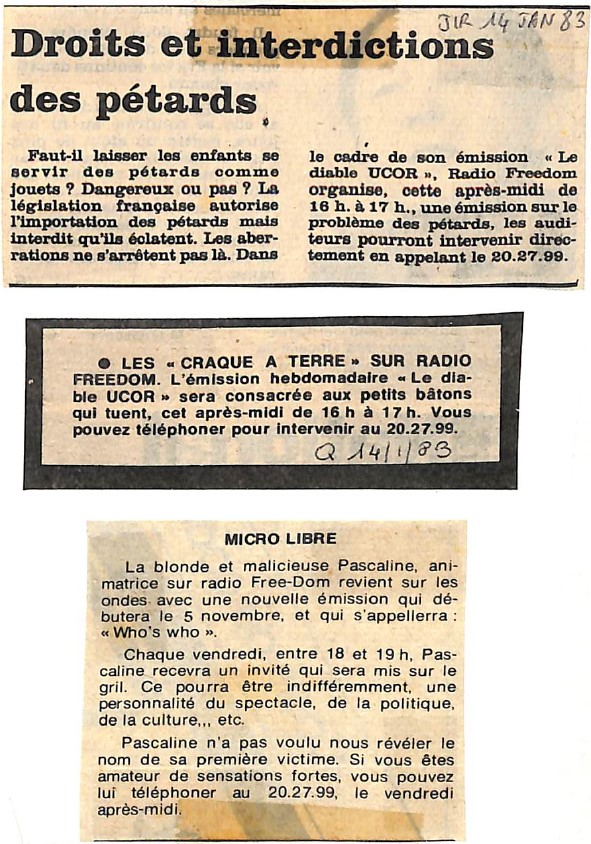 JIR 14 JAN 83
Droits et interdictions
des pétards
Faut-il laisser les enfants se
servir des pétards comme
jouets ? Dangereux ou pas ? La
législation française autorise
l'importation des pétards mais
interdit qu'ils éclatent. Les aber-
rations ne s'arrêtent pas là. Dans
le cadre de son émission « Le
diable UCOR », Radio Freedom
organise, cette après-midi de
16 h. à 17 h., une émission sur le
problème des pétards, les audi-
teurs pourront intervenir direc-
tement en appelant le 20.27.99.
● LES « CRAQUE A TERRE » SUR RADIO
FREEDOM. L'émission hebdomadaire « Le dia-
ble UCOR » sera consacrée aux petits bâtons
qui tuent, cet après-midi de 16 h à 17 h. Vous
pouvez téléphoner pour intervenir au 20.27.99.
Q 14/1/83
MICRO LIBRE
La blonde et malicieuse Pascaline, ani-
matrice sur radio Free-Dom revient sur les
ondes avec une nouvelle émission qui dé-
butera le 5 novembre, et qui s'appellerra :
« Who's who ».
Chaque vendredi, entre 18 et 19 h, Pas-
caline recevra un invité qui sera mis sur le
gril. Ce pourra être indifféremment, une
personnalité du spectacle, de la politique,
de la culture,,, etc.
Pascaline n'a pas voulu nous révéler le
nom de sa première victime. Si vous êtes
amateur de sensations fortes, vous pouvez
lui téléphoner au 20.27.99, le vendredi
après-midi.